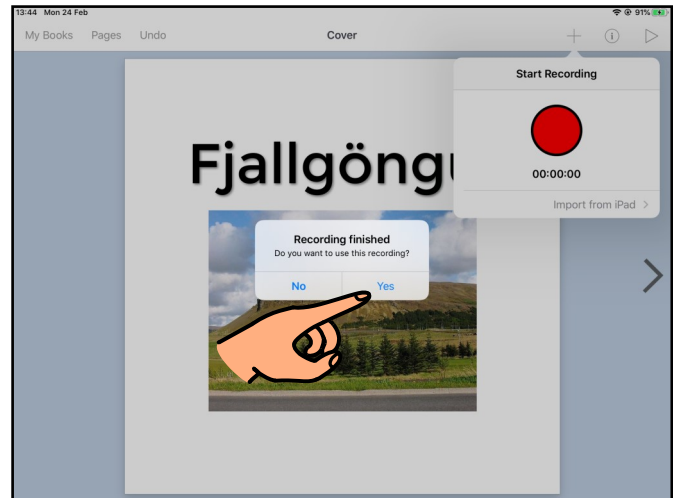 13:44 Mon 24 Feb
91%
My Books Pages Undo Cover
Start Recording
00:00:00
Import from iPad
Fjallgöngu
Recording finished
Do you want to use this recording?
No Yes